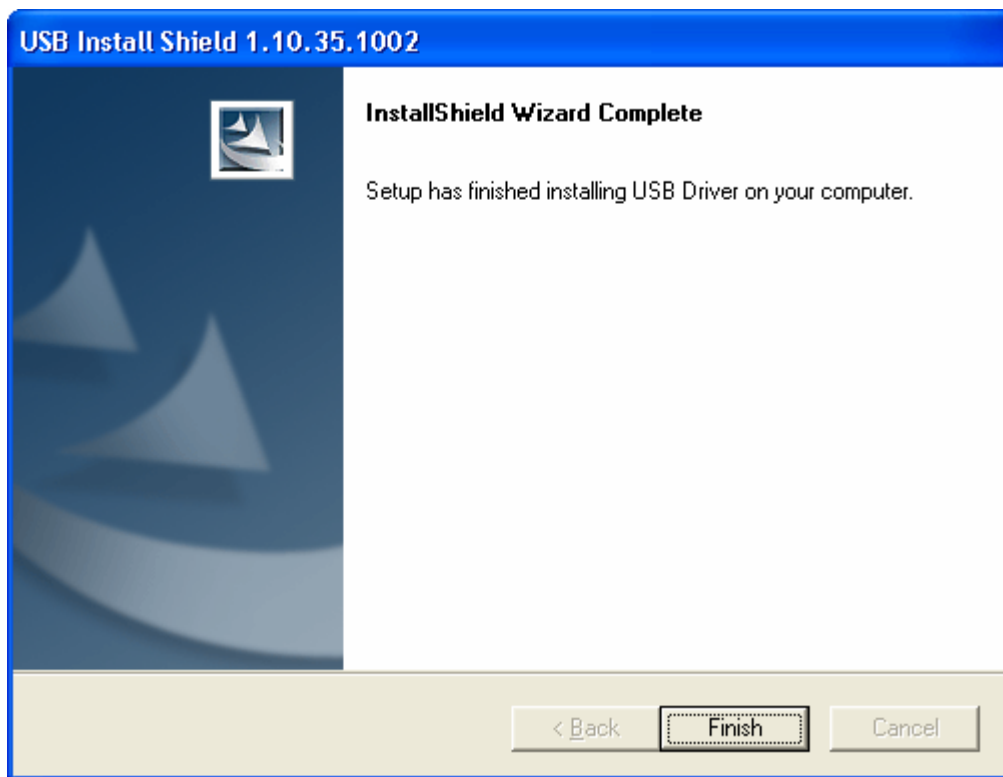 USB Install Shield 1.10.35.1002
InstallShield Wizard Complete
Setup has finished installing USB Driver on your computer.
< Back Finish Cancel